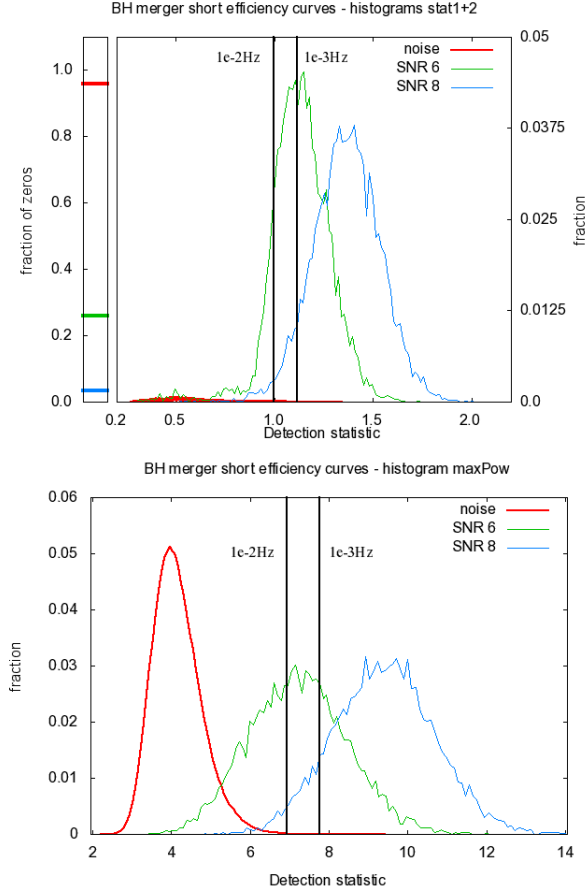 BH merger short efficiency curves - histograms stat1+2
noise
SNR 6
SNR 8
1e-2Hz
1e-3Hz
fraction of zeros
1.0
0.8
0.6
0.4
0.2
0.0
0.05
0.0375
0.025
0.0125
0.0
fraction
0.2
0.5
1.0
1.5
2.0
Detection statistic
BH merger short efficiency curves - histogram maxPow
noise
SNR 6
SNR 8
1e-2Hz
1e-3Hz
fraction
0.06
0.05
0.04
0.03
0.02
0.01
0
2
4
6
8
10
12
14
Detection statistic